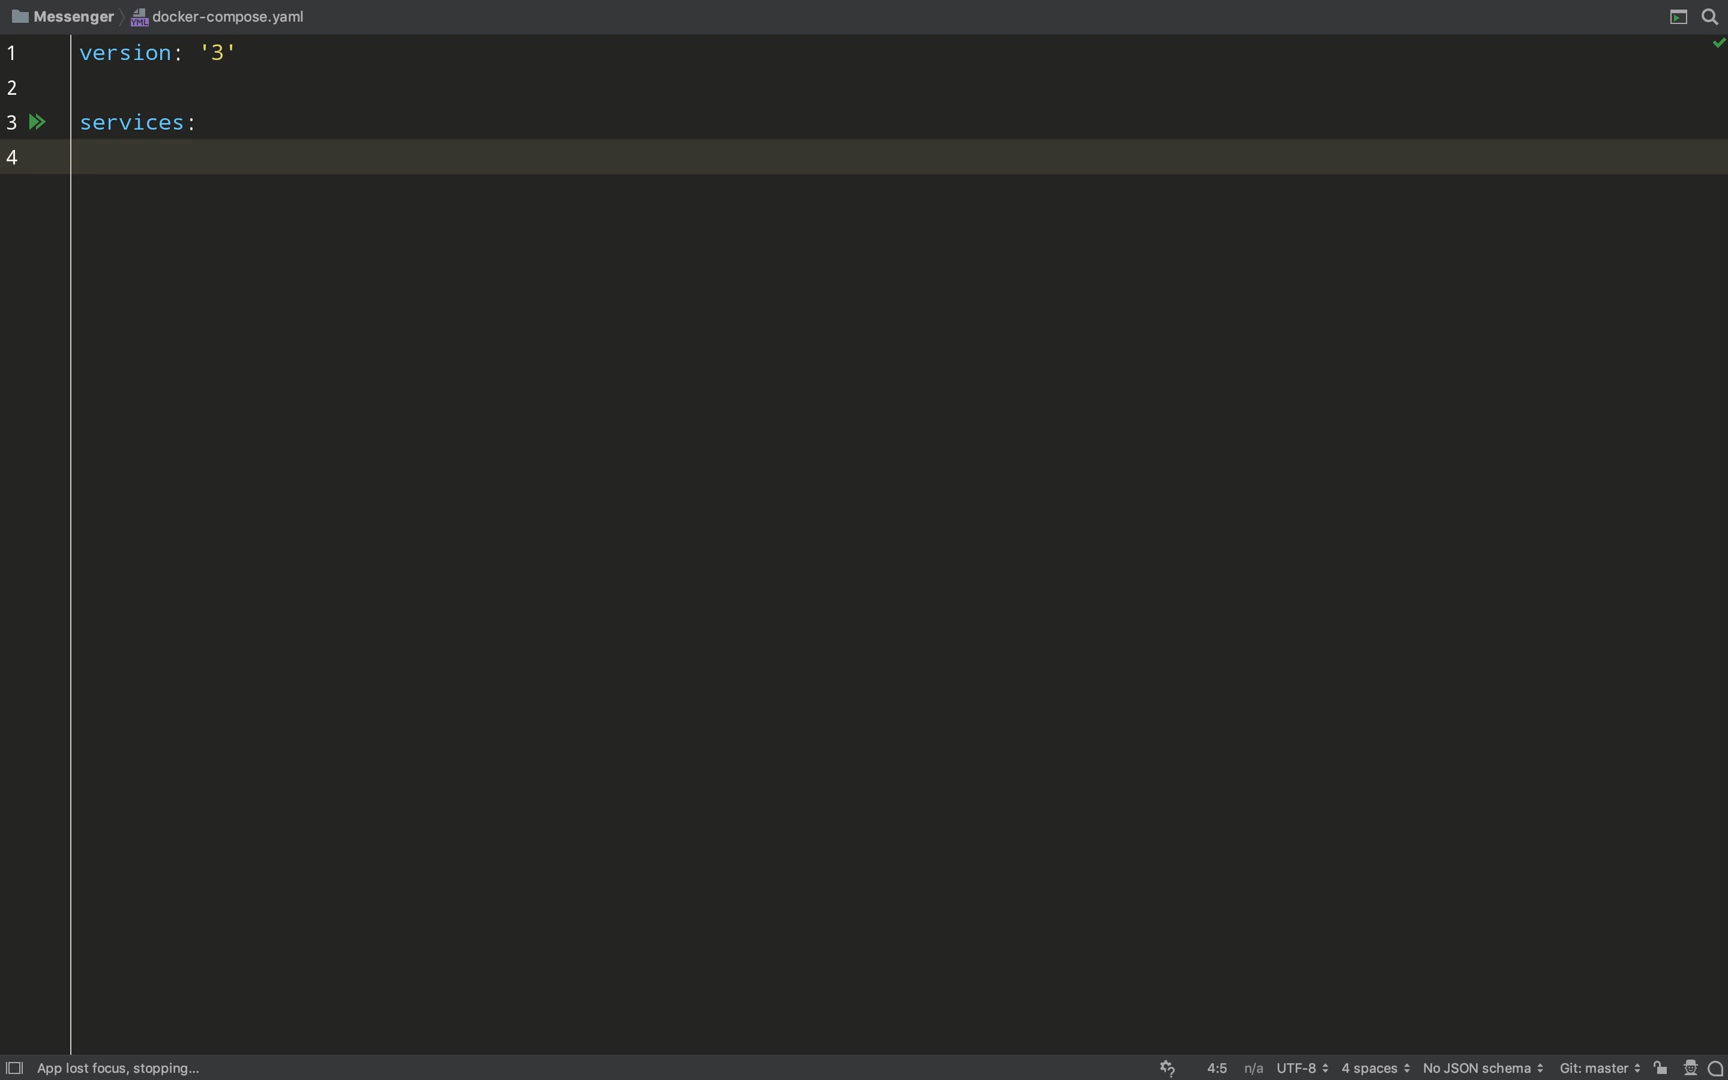 Messenger docker-compose.yaml
1 version: '3'
2
3 services:
4
App lost focus, stopping... 4:5 n/a UTF-8 4 spaces No JSON schema Git: master